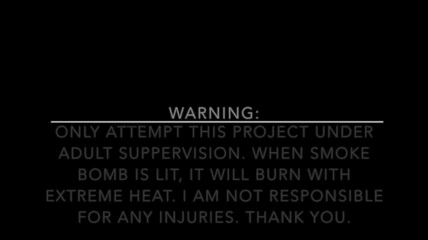 WARNING:
ONLY ATTEMPT THIS PROJECT UNDER
ADULT SUPPERVISION. WHEN SMOKE
BOMB IS LIT, IT WILL BURN WITH
EXTREME HEAT. I AM NOT RESPONSIBLE
FOR ANY INJURIES. THANK YOU.